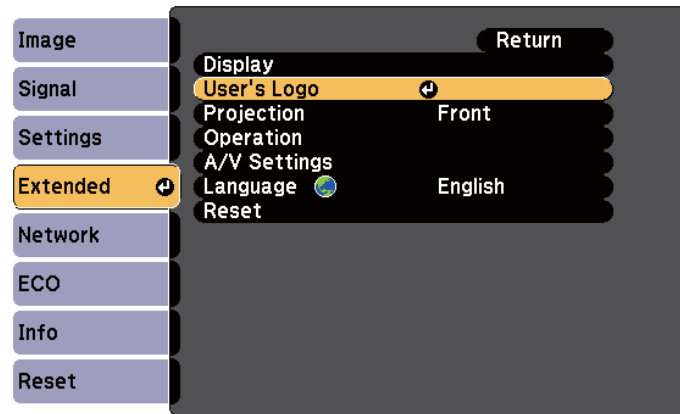 Image
Signal
Settings
Extended
Network
ECO
Info
Reset
Return
Display
User's Logo
Projection Front
Operation
A/V Settings
Language English
Reset